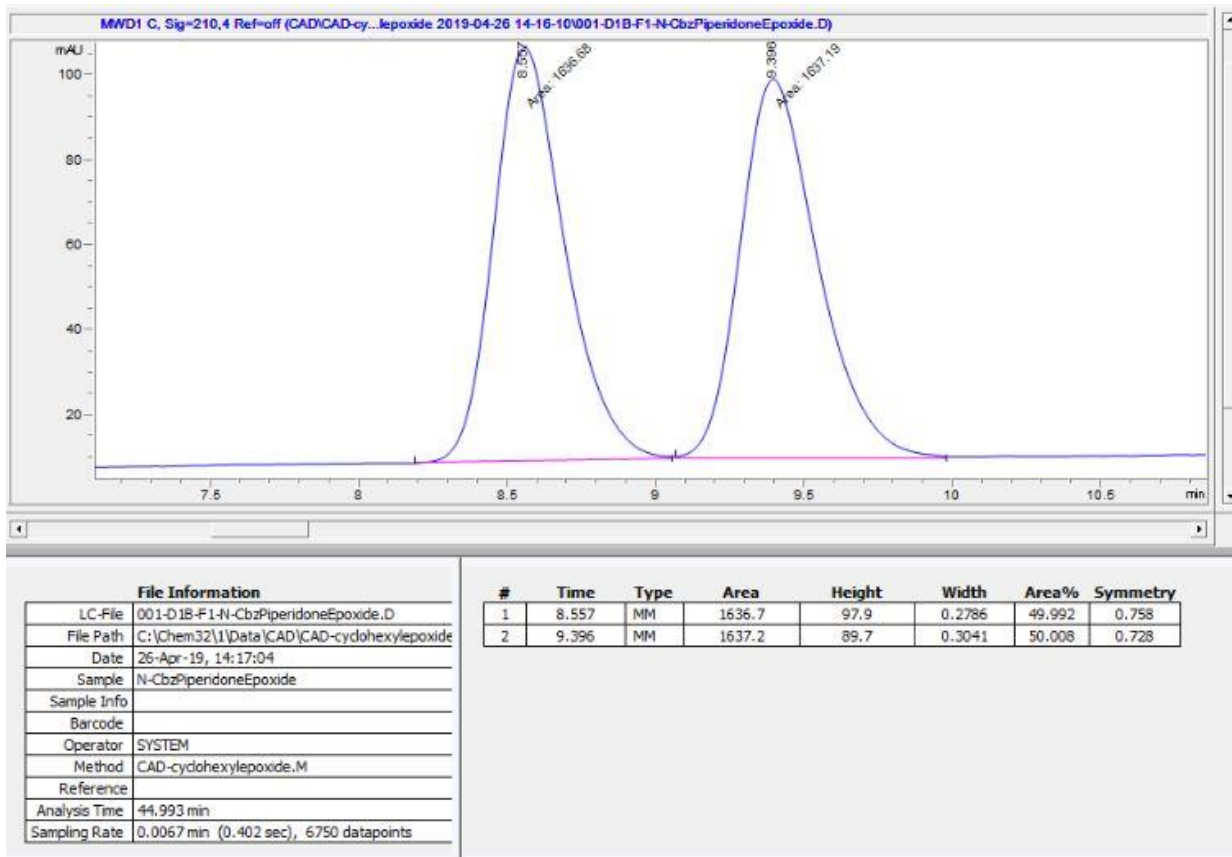 MWD1 C, Sig=210,4 Ref=off (CAD\CAD-cy...lepoxide 2019-04-26 14-16-10\001-D1B-F1-N-CbzPiperidoneEpoxide.D)
mAU
100
80
60
40
20
8.557
Area: 1636.68
9.396
Area: 1637.19
7.5 8 8.5 9 9.5 10 10.5 min
File Information
LC-File 001-D1B-F1-N-CbzPiperidoneEpoxide.D
File Path C:\Chem32\1\Data\CAD\CAD-cyclohexylepoxide
Date 26-Apr-19, 14:17:04
Sample N-CbzPiperidoneEpoxide
Sample Info
Barcode
Operator SYSTEM
Method CAD-cyclohexylepoxide.M
Reference
Analysis Time 44.993 min
Sampling Rate 0.0067 min (0.402 sec), 6750 datapoints
# Time Type Area Height Width Area% Symmetry
1 8.557 MM 1636.7 97.9 0.2786 49.992 0.758
2 9.396 MM 1637.2 89.7 0.3041 50.008 0.728